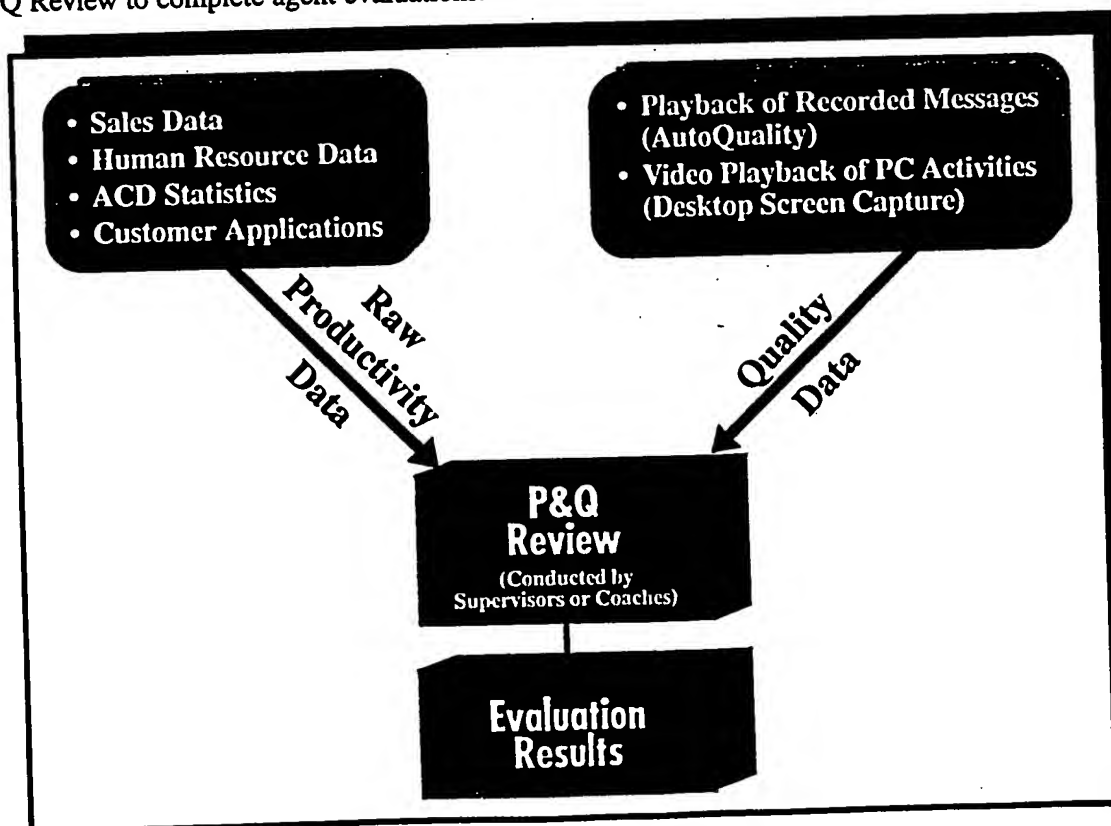 Q Review to complete agent evaluation
• Sales Data
• Human Resource Data
• ACD Statistics
• Customer Applications
• Playback of Recorded Messages
(AutoQuality)
• Video Playback of PC Activities
(Desktop Screen Capture)
Raw
Productivity
Data
Quality
Data
P&Q
Review
(Conducted by
Supervisors or Coaches)
Evaluation
Results